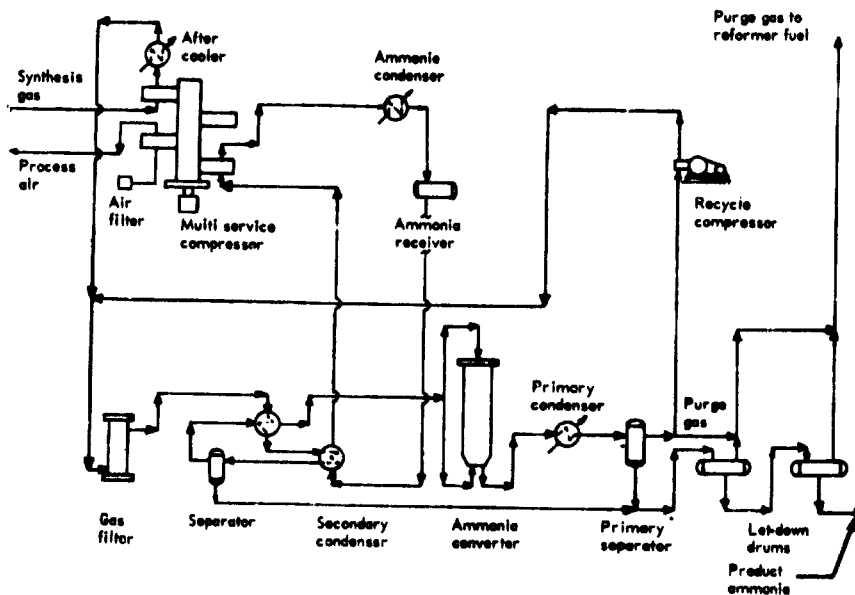 Purge gas to
reformer fuel
After
cooler
Ammonia
condenser
Synthesis
gas
Process
air
Air
filter
Multi service
compressor
Ammonia
receiver
Recycle
compressor
Primary
condenser
Purge
gas
Gas
filter
Separator
Secondary
condenser
Ammonia
converter
Primary
separator
Let-down
drums
Product
ammonia